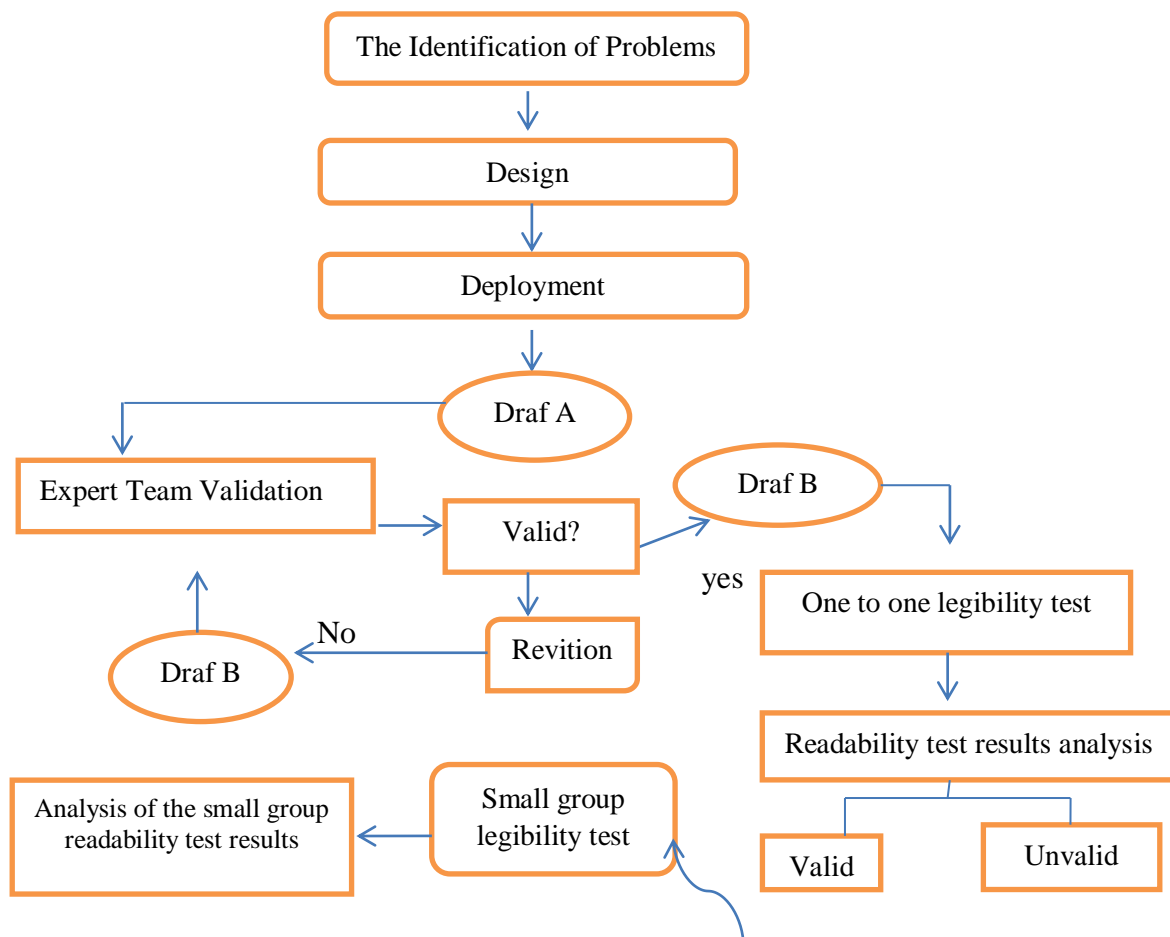 The Identification of Problems
Design
Deployment
Draf A
Expert Team Validation
Valid?
Draf B
yes
One to one legibility test
No
Revition
Draf B
Readability test results analysis
Analysis of the small group
readability test results
Small group
legibility test
Valid
Unvalid